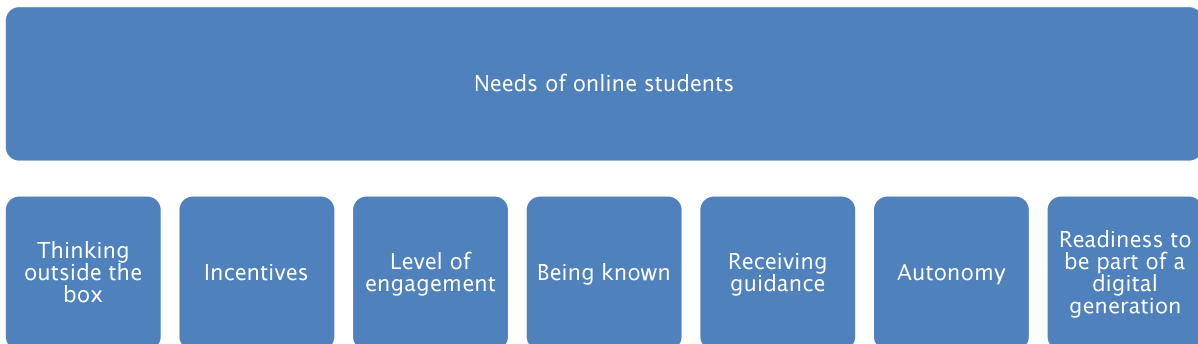 Needs of online students
Thinking
outside the
box
Incentives
Level of
engagement
Being known
Receiving
guidance
Autonomy
Readiness to
be part of a
digital
generation